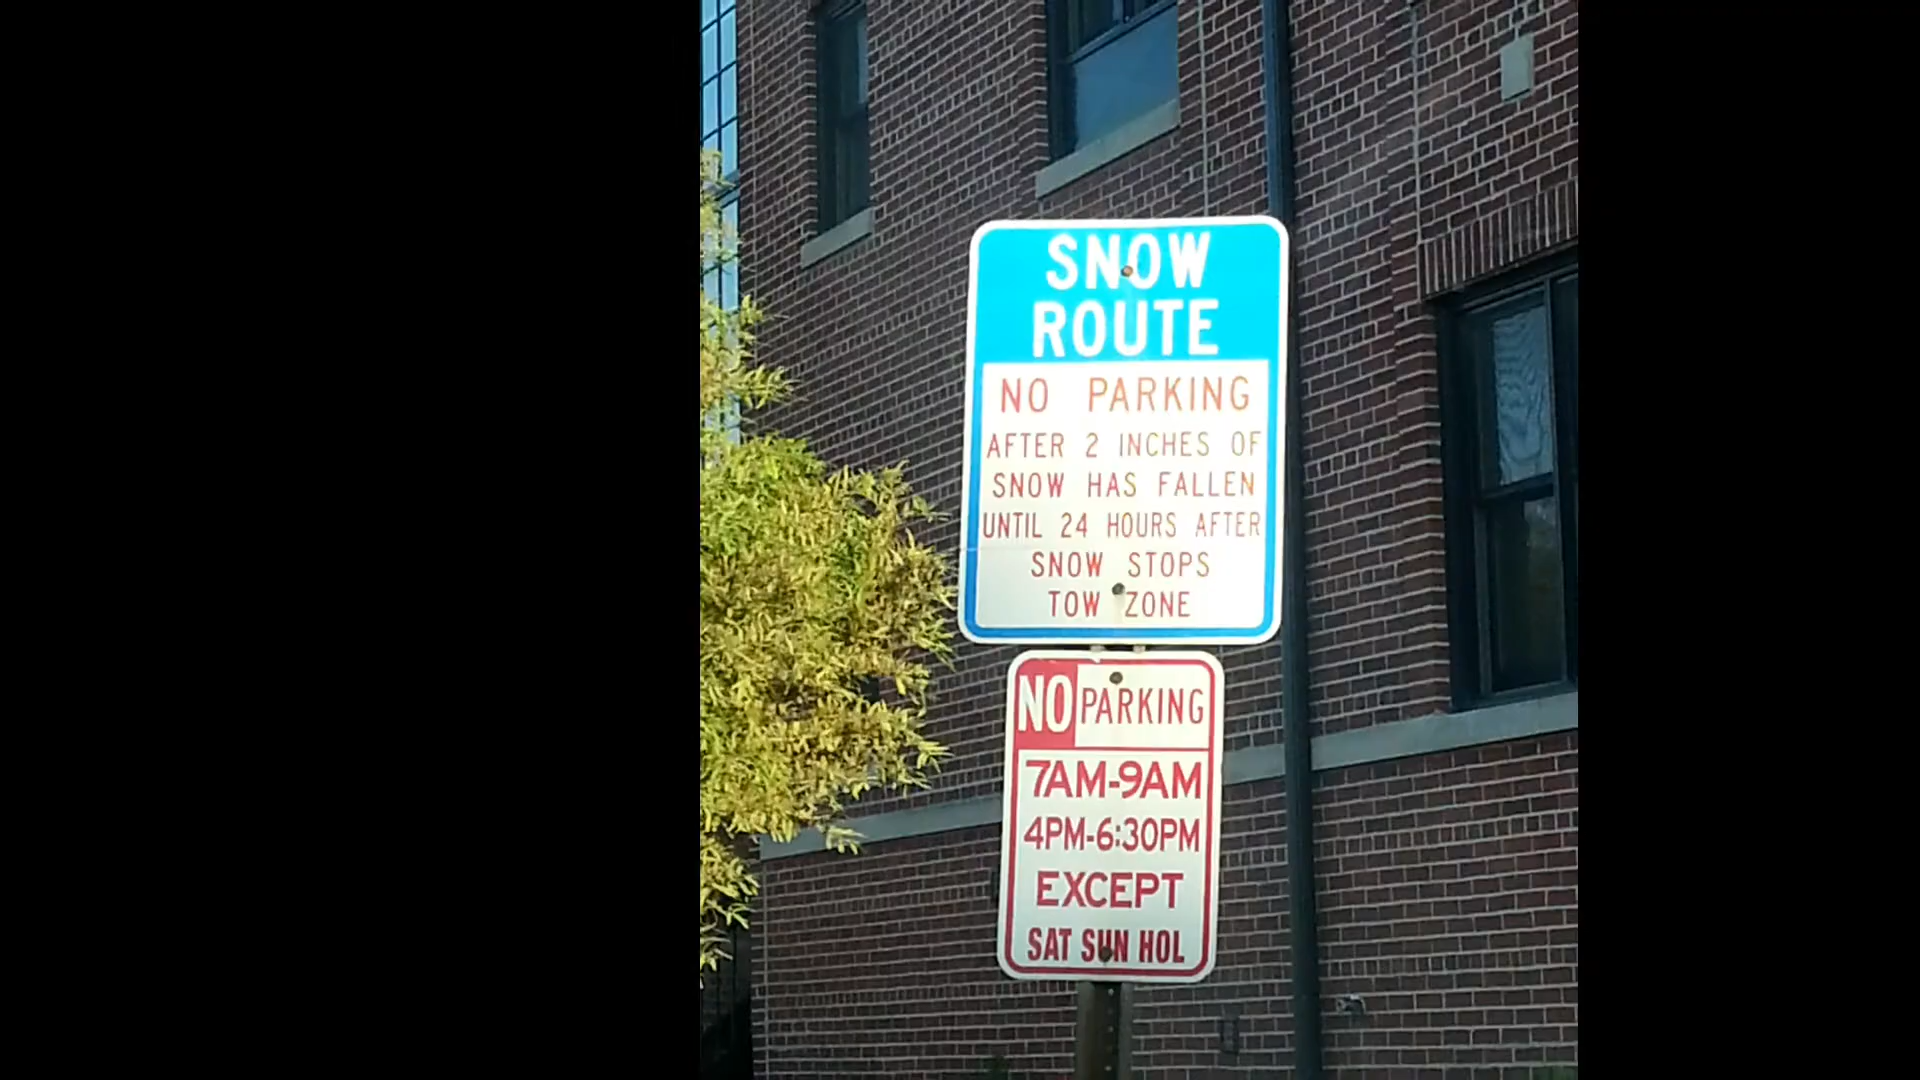 SNOW
ROUTE
NO PARKING
AFTER 2 INCHES OF
SNOW HAS FALLEN
UNTIL 24 HOURS AFTER
SNOW STOPS
TOW ZONE
NO PARKING
7AM-9AM
4PM-6:30PM
EXCEPT
SAT SUN HOL